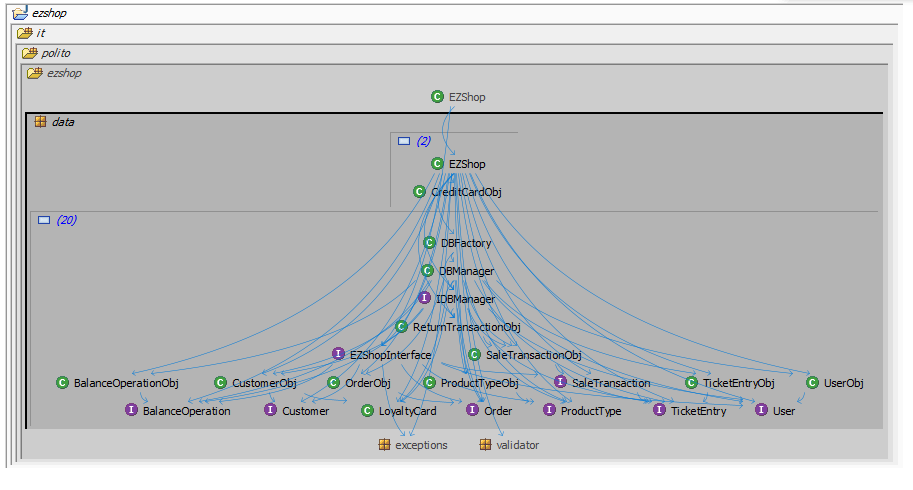 ezshop
it
polito
ezshop
C EZShop
data
(2)
C EZShop
C CreditCardObj
(20)
C DBFactory
C DBManager
I IDBManager
C ReturnTransactionObj
I EZShopInterface C SaleTransactionObj
C BalanceOperationObj C CustomerObj C OrderObj C ProductTypeObj I SaleTransaction C TicketEntryObj C UserObj
I BalanceOperation I Customer C LoyaltyCard I Order I ProductType I TicketEntry I User
exceptions validator